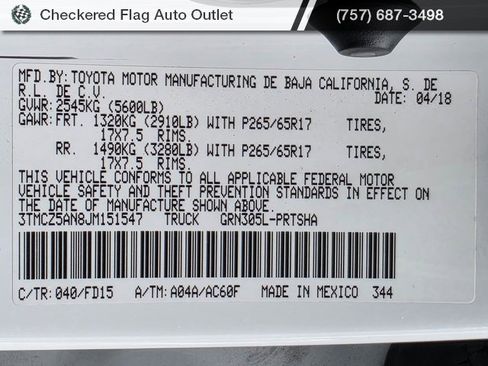 Checkered Flag Auto Outlet (757) 687-3498
MFD.BY: TOYOTA MOTOR MANUFACTURING DE BAJA CALIFORNIA, S. DE
R.L. DE C.V. DATE: 04/18
GVWR: 2545KG (5600LB)
GAWR: FRT. 1320KG (2910LB) WITH P265/65R17 TIRES,
17X7.5 RIMS.
RR. 1490KG (3280LB) WITH P265/65R17 TIRES,
17X7.5 RIMS.
THIS VEHICLE CONFORMS TO ALL APPLICABLE FEDERAL MOTOR
VEHICLE SAFETY AND THEFT PREVENTION STANDARDS IN EFFECT ON
THE DATE OF MANUFACTURE SHOWN ABOVE.
3TMCZ5AN8JM151547 TRUCK GRN305L-PRTSHA
C/TR: 040/FD15 A/TM: A04A/AC60F MADE IN MEXICO 344